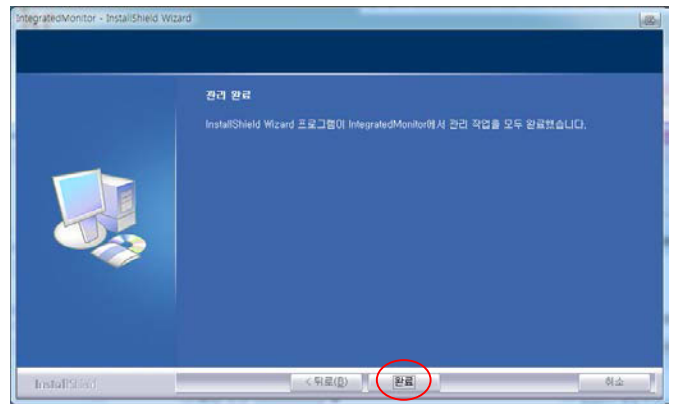 IntegratedMonitor - InstallShield Wizard
관리 완료
InstallShield Wizard 프로그램이 IntegratedMonitor에서 관리 작업을 모두 완료했습니다.
InstallShield
< 뒤로(B) 완료 취소